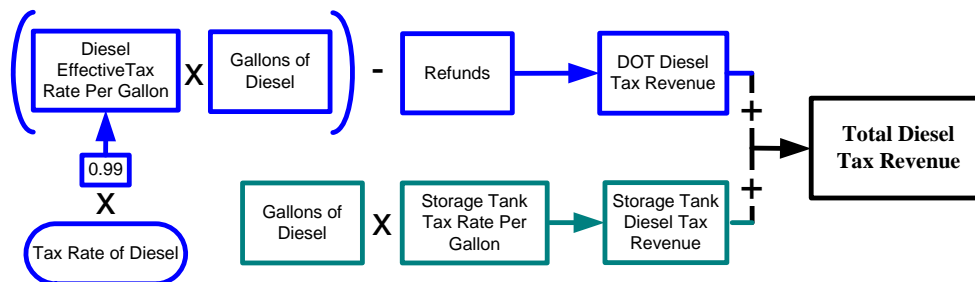 Diesel
EffectiveTax
Rate Per Gallon
X
Gallons of
Diesel
-
Refunds
DOT Diesel
Tax Revenue
+
0.99
X
Tax Rate of Diesel
Gallons of
Diesel
X
Storage Tank
Tax Rate Per
Gallon
Storage Tank
Diesel Tax
Revenue
+
Total Diesel
Tax Revenue